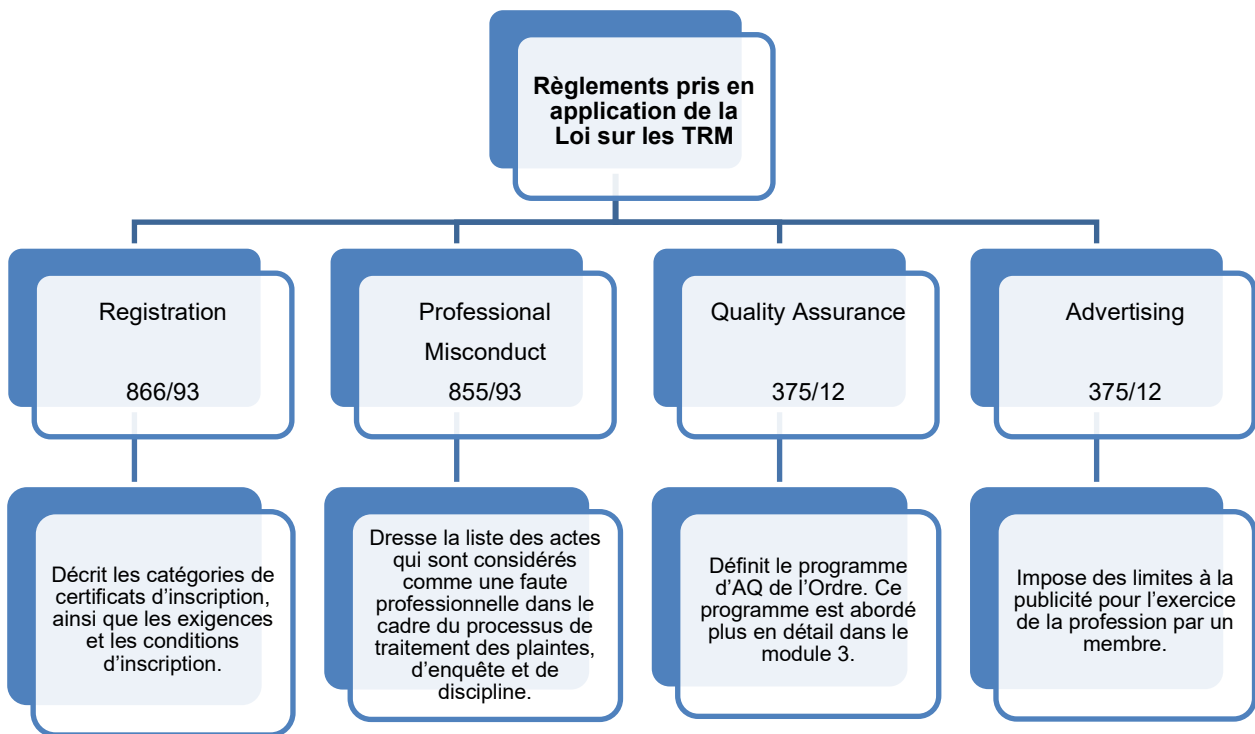 Règlements pris en
application de la
Loi sur les TRM
Registration
866/93
Professional
Misconduct
855/93
Quality Assurance
375/12
Advertising
375/12
Décrit les catégories de
certificats d’inscription,
ainsi que les exigences
et les conditions
d’inscription.
Dresse la liste des actes
qui sont considérés
comme une faute
professionnelle dans le
cadre du processus de
traitement des plaintes,
d’enquête et de
discipline.
Définit le programme
d’AQ de l’Ordre. Ce
programme est abordé
plus en détail dans le
module 3.
Impose des limites à la
publicité pour l’exercice
de la profession par un
membre.